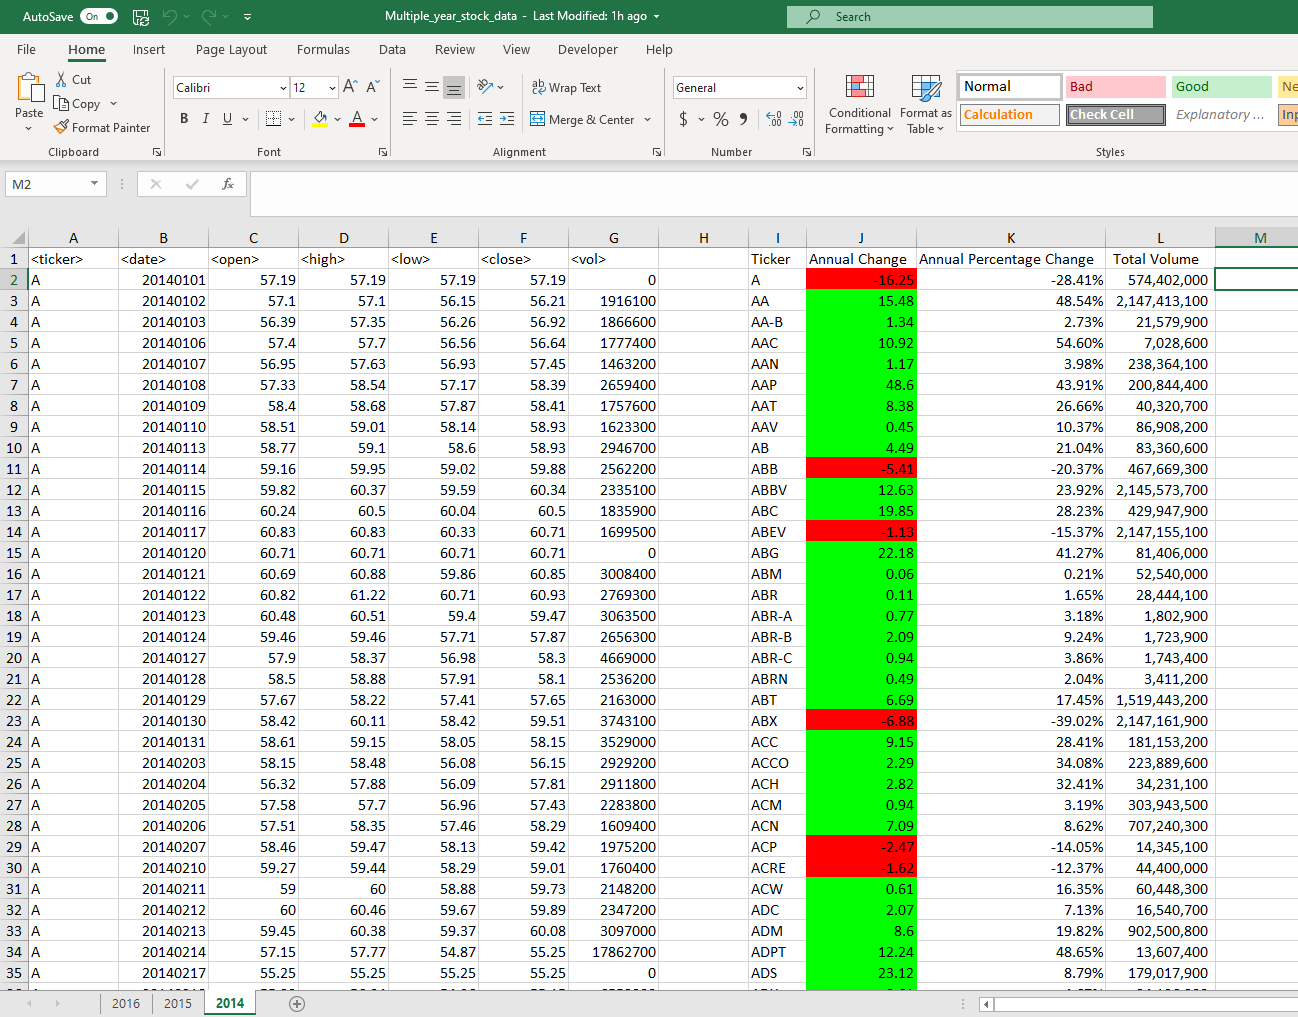 AutoSave On Multiple_year_stock_data - Last Modified: 1h ago Search
File Home Insert Page Layout Formulas Data Review View Developer Help
Paste Cut Copy Format Painter Clipboard
Calibri 12 B I U A Font
Wrap Text Merge & Center Alignment
General $ % Number
Conditional Formatting Format as Table
Normal Bad Good Ne
Calculation Check Cell Explanatory ... Inp
Styles
M2 fx
A B C D E F G H I J K L M
1 <ticker> <date> <open> <high> <low> <close> <vol> Ticker Annual Change Annual Percentage Change Total Volume
2 A 20140101 57.19 57.19 57.19 57.19 0 A -16.25 -28.41% 574,402,000
3 A 20140102 57.1 57.1 56.15 56.21 1916100 AA 15.48 48.54% 2,147,413,100
4 A 20140103 56.39 57.35 56.26 56.92 1866600 AA-B 1.34 2.73% 21,579,900
5 A 20140106 57.4 57.7 56.56 56.64 1777400 AAC 10.92 54.60% 7,028,600
6 A 20140107 56.95 57.63 56.93 57.45 1463200 AAN 1.17 3.98% 238,364,100
7 A 20140108 57.33 58.54 57.17 58.39 2659400 AAP 48.6 43.91% 200,844,400
8 A 20140109 58.4 58.68 57.87 58.41 1757600 AAT 8.38 26.66% 40,320,700
9 A 20140110 58.51 59.01 58.14 58.93 1623300 AAV 0.45 10.37% 86,908,200
10 A 20140113 58.77 59.1 58.6 58.93 2946700 AB 4.49 21.04% 83,360,600
11 A 20140114 59.16 59.95 59.02 59.88 2562200 ABB -5.41 -20.37% 467,669,300
12 A 20140115 59.82 60.37 59.59 60.34 2335100 ABBV 12.63 23.92% 2,145,573,700
13 A 20140116 60.24 60.5 60.04 60.5 1835900 ABC 19.85 28.23% 429,947,900
14 A 20140117 60.83 60.83 60.33 60.71 1699500 ABEV -1.13 -15.37% 2,147,155,100
15 A 20140120 60.71 60.71 60.71 60.71 0 ABG 22.18 41.27% 81,406,000
16 A 20140121 60.69 60.88 59.86 60.85 3008400 ABM 0.06 0.21% 52,540,000
17 A 20140122 60.82 61.22 60.71 60.93 2769300 ABR 0.11 1.65% 28,444,100
18 A 20140123 60.48 60.51 59.4 59.47 3063500 ABR-A 0.77 3.18% 1,802,900
19 A 20140124 59.46 59.46 57.71 57.87 2656300 ABR-B 2.09 9.24% 1,723,900
20 A 20140127 57.9 58.37 56.98 58.3 4669000 ABR-C 0.94 3.86% 1,743,400
21 A 20140128 58.5 58.88 57.91 58.1 2536200 ABRN 0.49 2.04% 3,411,200
22 A 20140129 57.67 58.22 57.41 57.65 2163000 ABT 6.69 17.45% 1,519,443,200
23 A 20140130 58.42 60.11 58.42 59.51 3743100 ABX -6.88 -39.02% 2,147,161,900
24 A 20140131 58.61 59.15 58.05 58.15 3529000 ACC 9.15 28.41% 181,153,200
25 A 20140203 58.15 58.48 56.08 56.15 2929200 ACCO 2.29 34.08% 223,889,600
26 A 20140204 56.32 57.88 56.09 57.81 2911800 ACH 2.82 32.41% 34,231,100
27 A 20140205 57.58 57.7 56.96 57.43 2283800 ACM 0.94 3.19% 303,943,500
28 A 20140206 57.51 58.35 57.46 58.29 1609400 ACN 7.09 8.62% 707,240,300
29 A 20140207 58.46 59.47 58.13 59.42 1975200 ACP -2.47 -14.05% 14,345,100
30 A 20140210 59.27 59.44 58.29 59.01 1760400 ACRE -1.62 -12.37% 44,400,000
31 A 20140211 59 60 58.88 59.73 2148200 ACW 0.61 16.35% 60,448,300
32 A 20140212 60 60.46 59.67 59.89 2347200 ADC 2.07 7.13% 16,540,700
33 A 20140213 59.45 60.38 59.37 60.08 3097000 ADM 8.6 19.82% 902,500,800
34 A 20140214 57.15 57.77 54.87 55.25 17862700 ADPT 12.24 48.65% 13,607,400
35 A 20140217 55.25 55.25 55.25 55.25 0 ADS 23.12 8.79% 179,017,900
2016 2015 2014